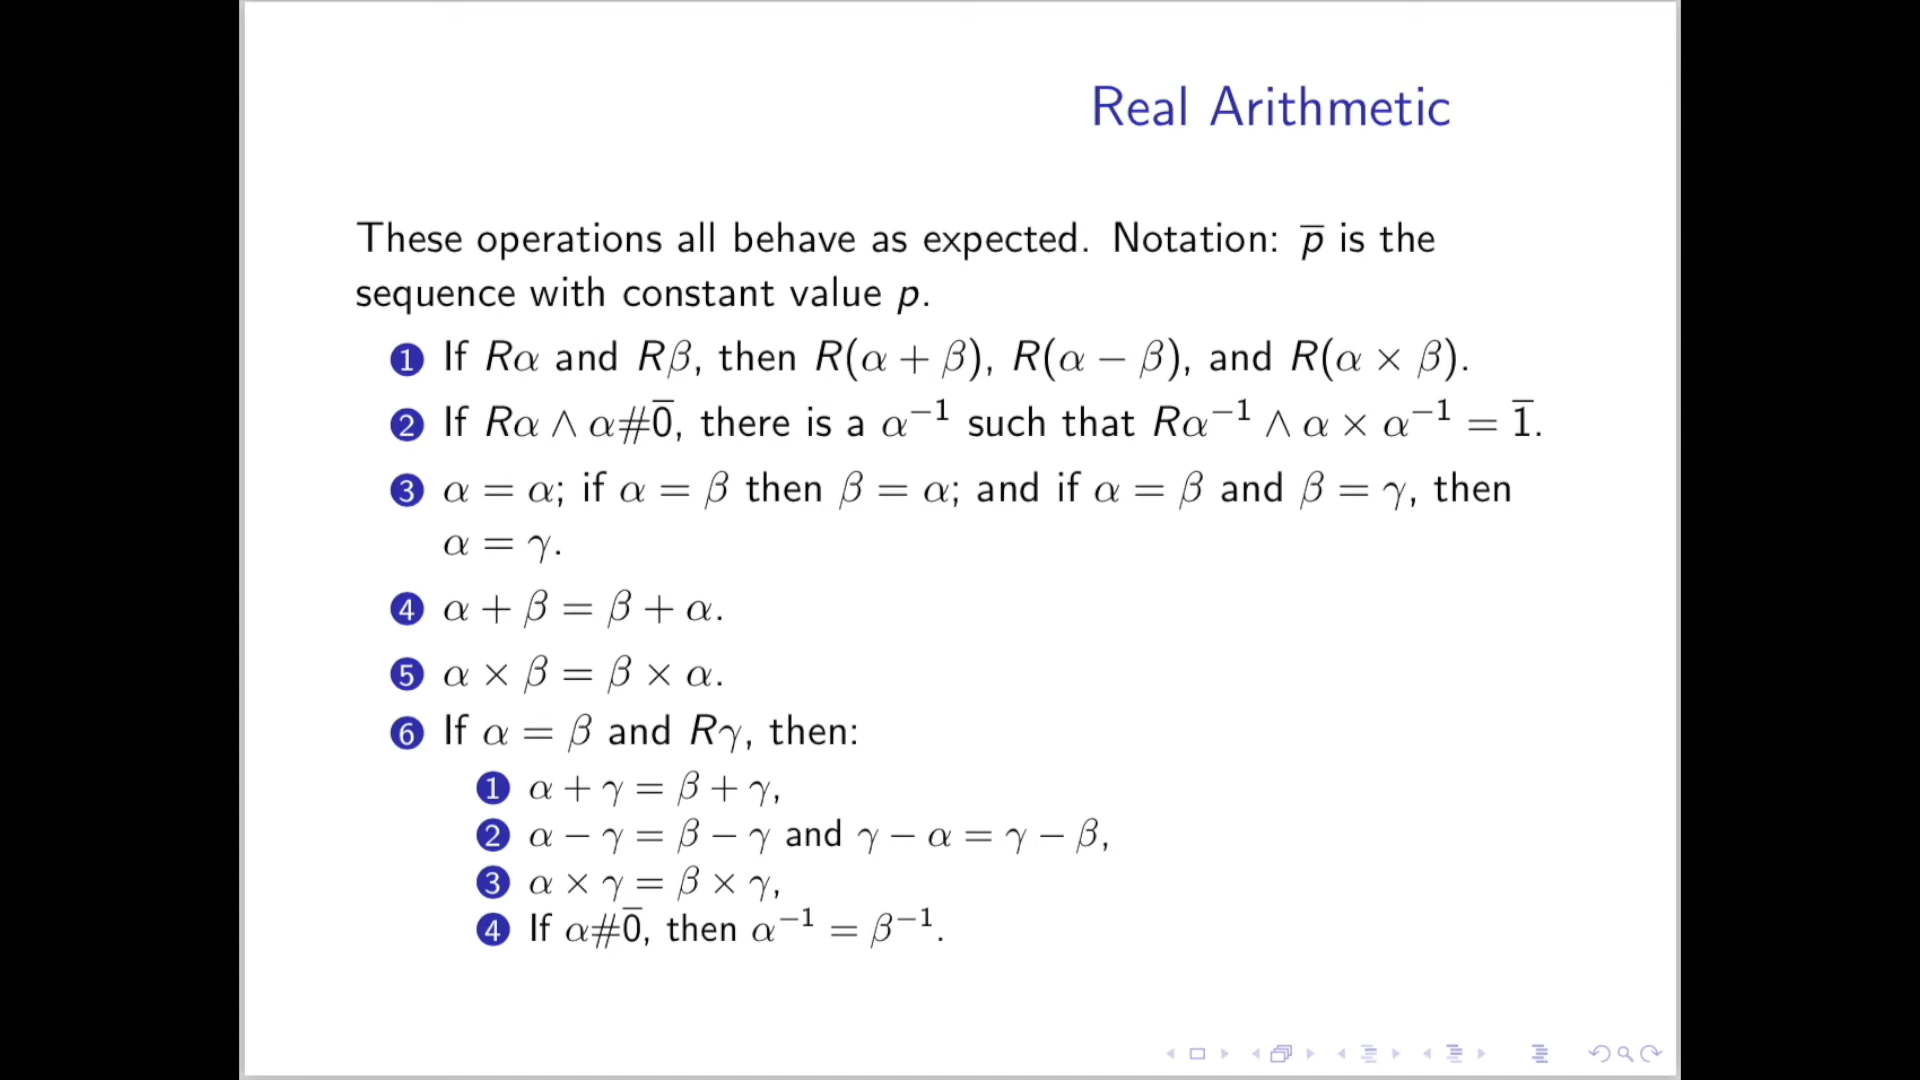 Real Arithmetic
These operations all behave as expected. Notation: p̅ is the
sequence with constant value p.
1 If Rα and Rβ, then R(α + β), R(α − β), and R(α × β).
2 If Rα ∧ α#0̅, there is a α⁻¹ such that Rα⁻¹ ∧ α × α⁻¹ = 1̅.
3 α = α; if α = β then β = α; and if α = β and β = γ, then
α = γ.
4 α + β = β + α.
5 α × β = β × α.
6 If α = β and Rγ, then:
1 α + γ = β + γ,
2 α − γ = β − γ and γ − α = γ − β,
3 α × γ = β × γ,
4 If α#0̅, then α⁻¹ = β⁻¹.